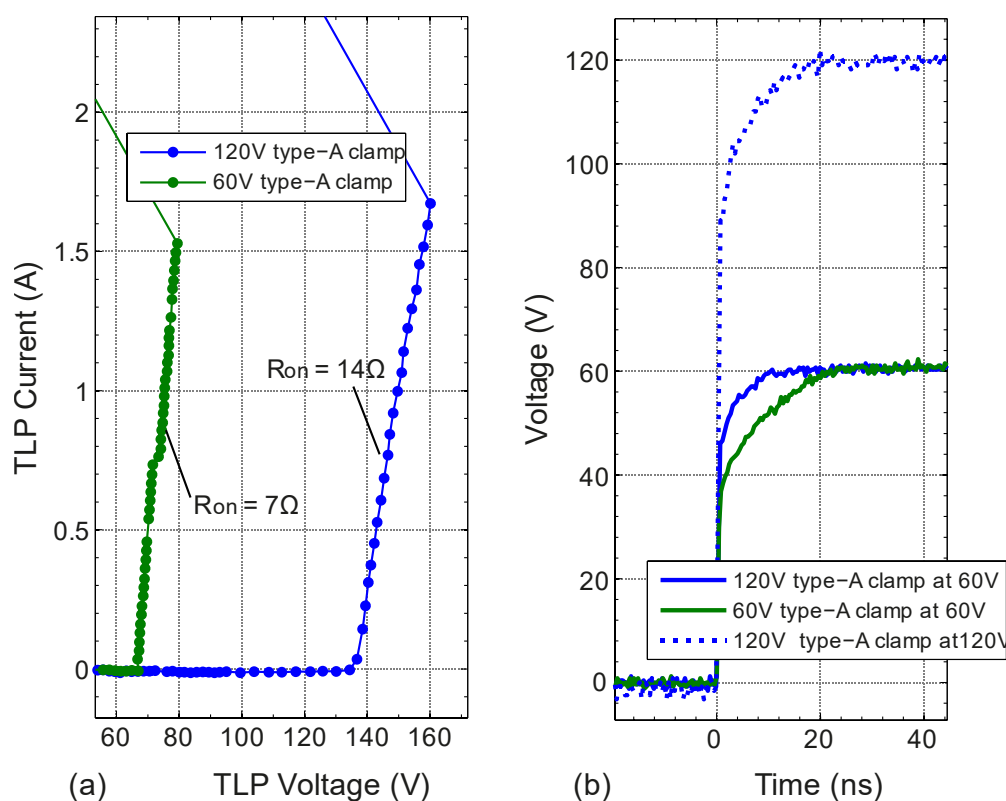 2
1.5
1
0.5
0
TLP Current (A)
120V type−A clamp
60V type−A clamp
Ron = 14Ω
Ron = 7Ω
60
80
100
120
140
160
(a)
TLP Voltage (V)
120
100
80
60
40
20
0
Voltage (V)
120V type−A clamp at 60V
60V type−A clamp at 60V
120V type−A clamp at120V
0
20
40
(b)
Time (ns)